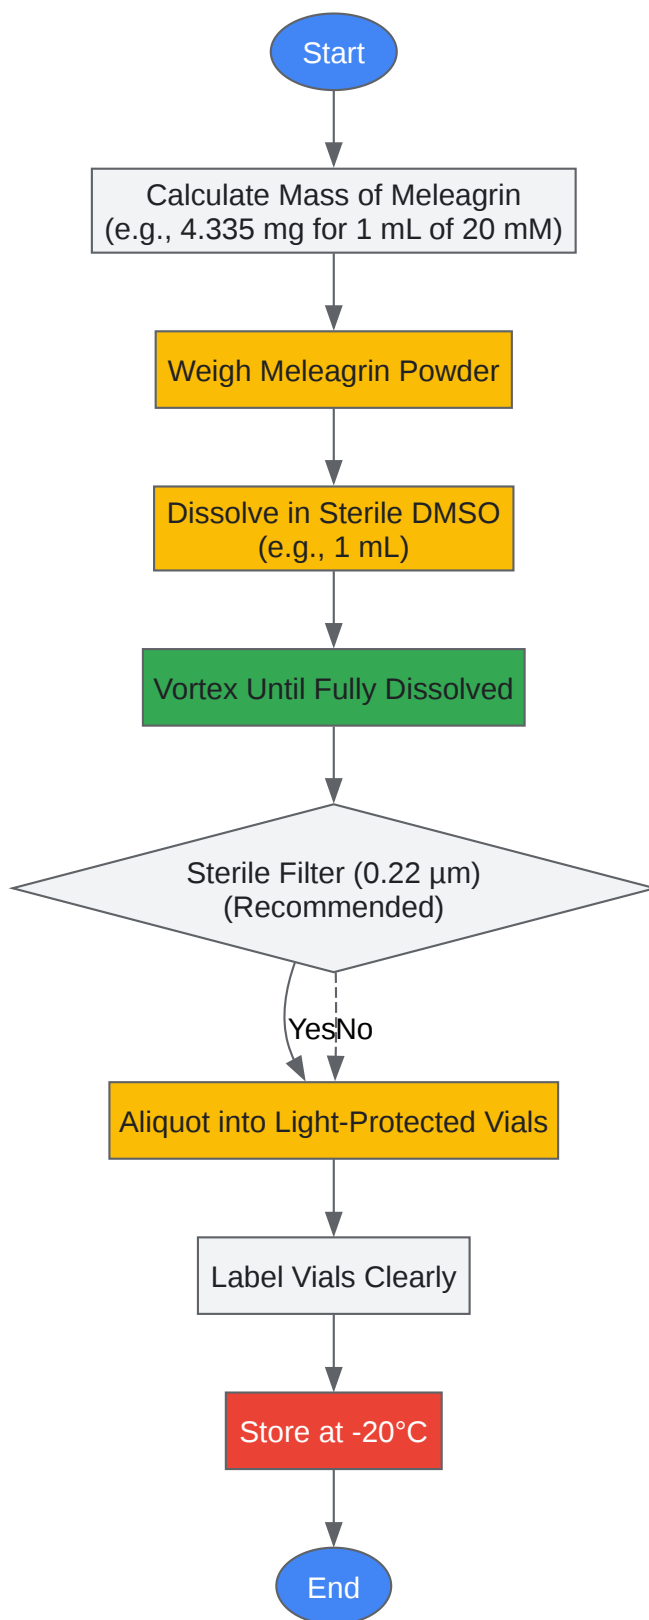 Start
Calculate Mass of Meleagrin
(e.g., 4.335 mg for 1 mL of 20 mM)
Weigh Meleagrin Powder
Dissolve in Sterile DMSO
(e.g., 1 mL)
Vortex Until Fully Dissolved
Sterile Filter (0.22 µm)
(Recommended)
Yes No
Aliquot into Light-Protected Vials
Label Vials Clearly
Store at -20°C
End